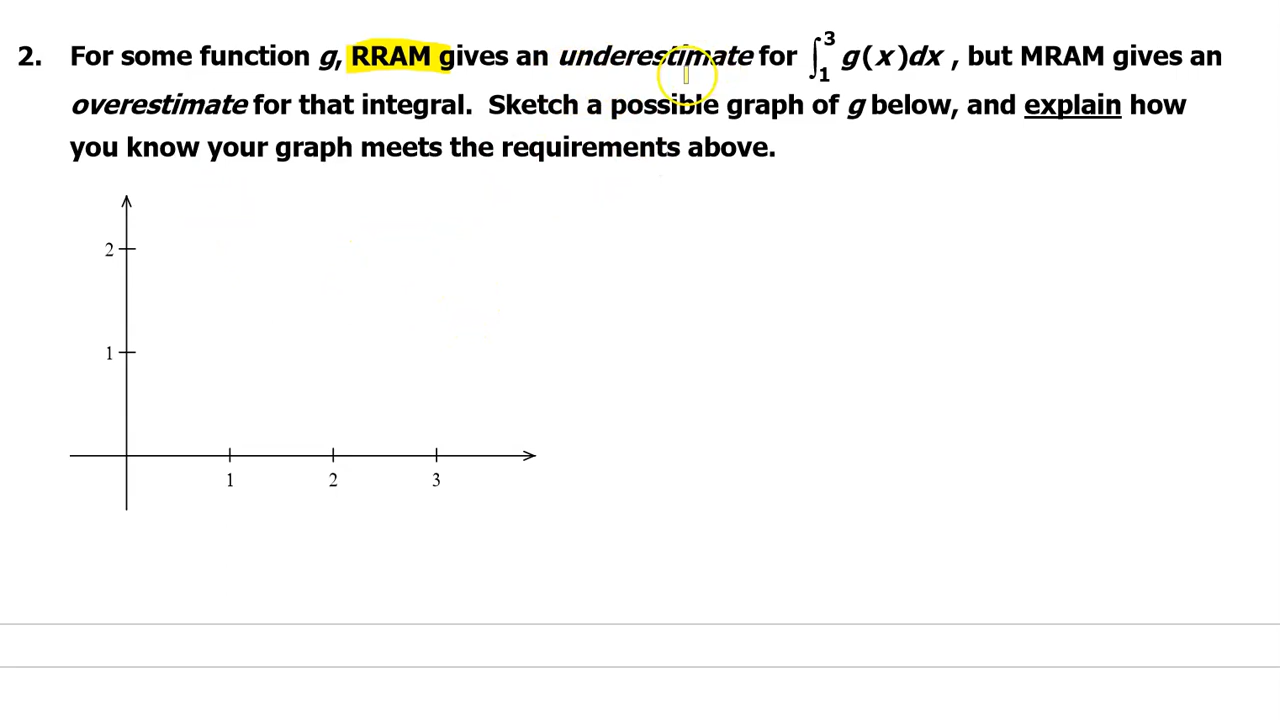 2. For some function g, RRAM gives an underestimate for ∫₁³ g(x)dx , but MRAM gives an
overestimate for that integral. Sketch a possible graph of g below, and explain how
you know your graph meets the requirements above.
2
1
1 2 3